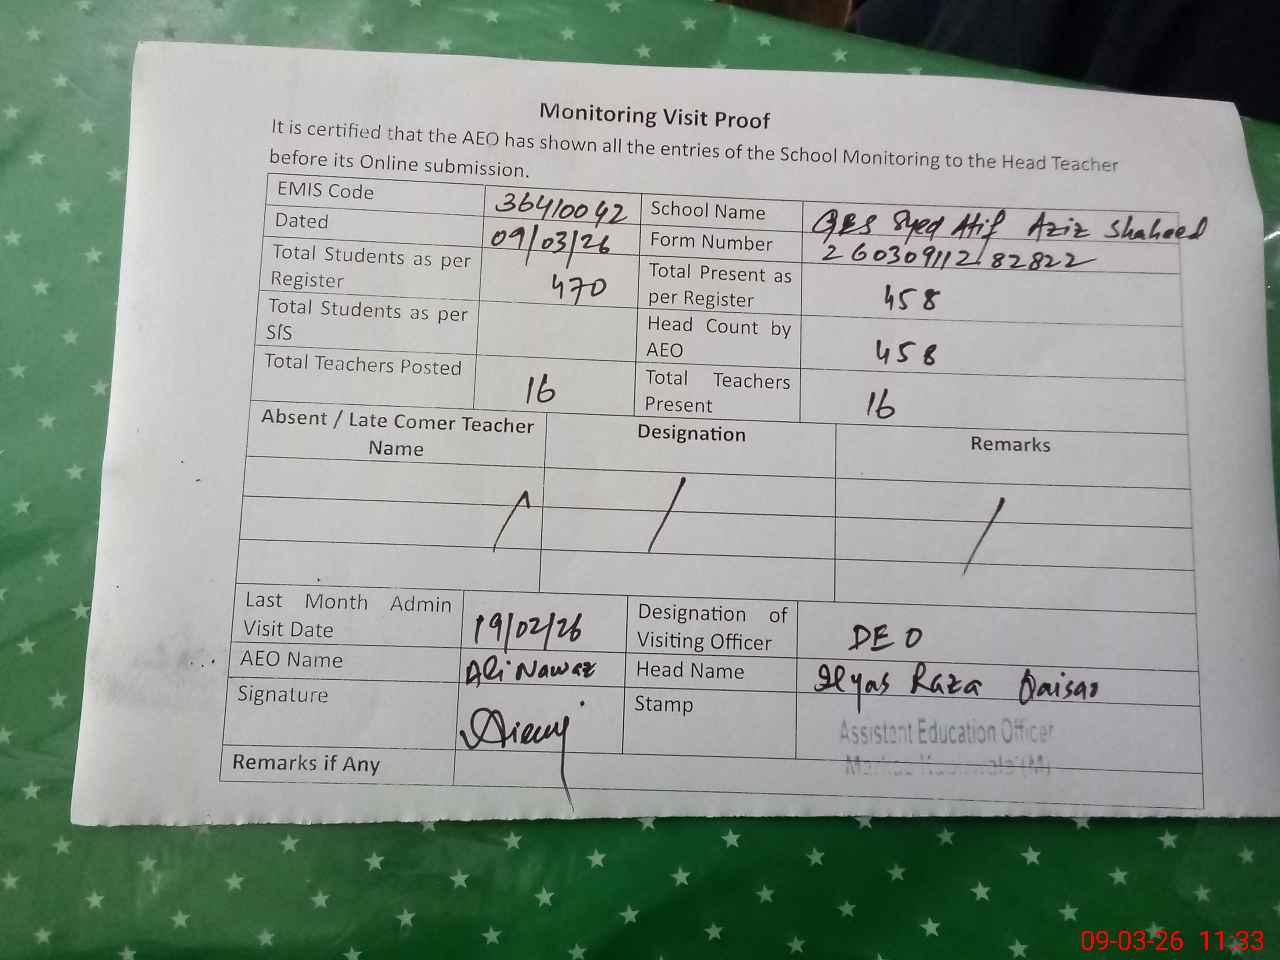 Monitoring Visit Proof
It is certified that the AEO has shown all the entries of the School Monitoring to the Head Teacher
before its Online submission.
EMIS Code 36410042 School Name GES Syed Atif Aziz Shaheed
Dated 09/03/26 Form Number 260309112182822
Total Students as per Register 470 Total Present as per Register 458
Total Students as per SIS Head Count by AEO 458
Total Teachers Posted 16 Total Teachers Present 16
Absent / Late Comer Teacher Name Designation Remarks
Last Month Admin Visit Date 19/02/26 Designation of Visiting Officer DEO
AEO Name Ali Nawaz Head Name Ilyas Raza Qaisar
Signature Stamp
Assistant Education Officer
Remarks if Any
09-03-26 11:33